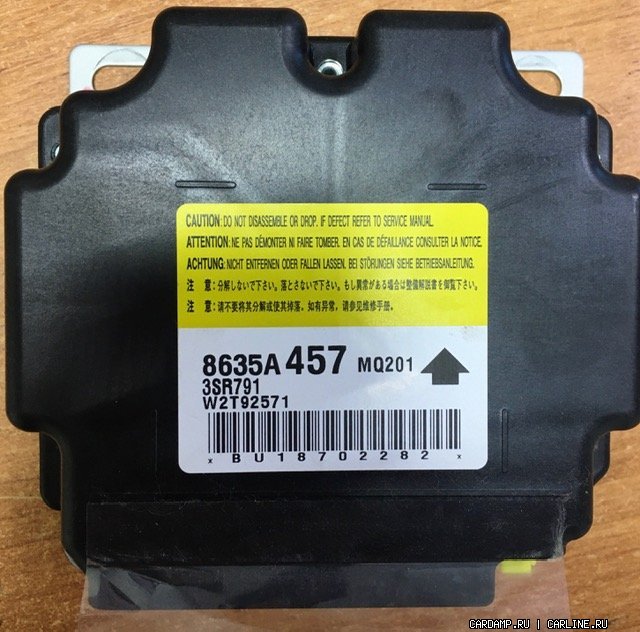 CAUTION: DO NOT DISASSEMBLE OR DROP. IF DEFECT REFER TO SERVICE MANUAL.
ATTENTION: NE PAS DÉMONTER NI FAIRE TOMBER. EN CAS DE DÉFAILLANCE CONSULTER LA NOTICE.
ACHTUNG: NICHT ENTFERNEN ODER FALLEN LASSEN. BEI STÖRUNGEN SIEHE BETRIEBSANLEITUNG.
注 意: 分解しないで下さい。落とさないで下さい。もし異常がある場合は整備解説書を御覧下さい。
注 意: 请不要将其分解或使其掉落。如有异常，请参见维修手册。
8635A 457 MQ201
3SR791
W2T92571
* BU18702282 *
CARDAMP.RU | CARLINE.RU